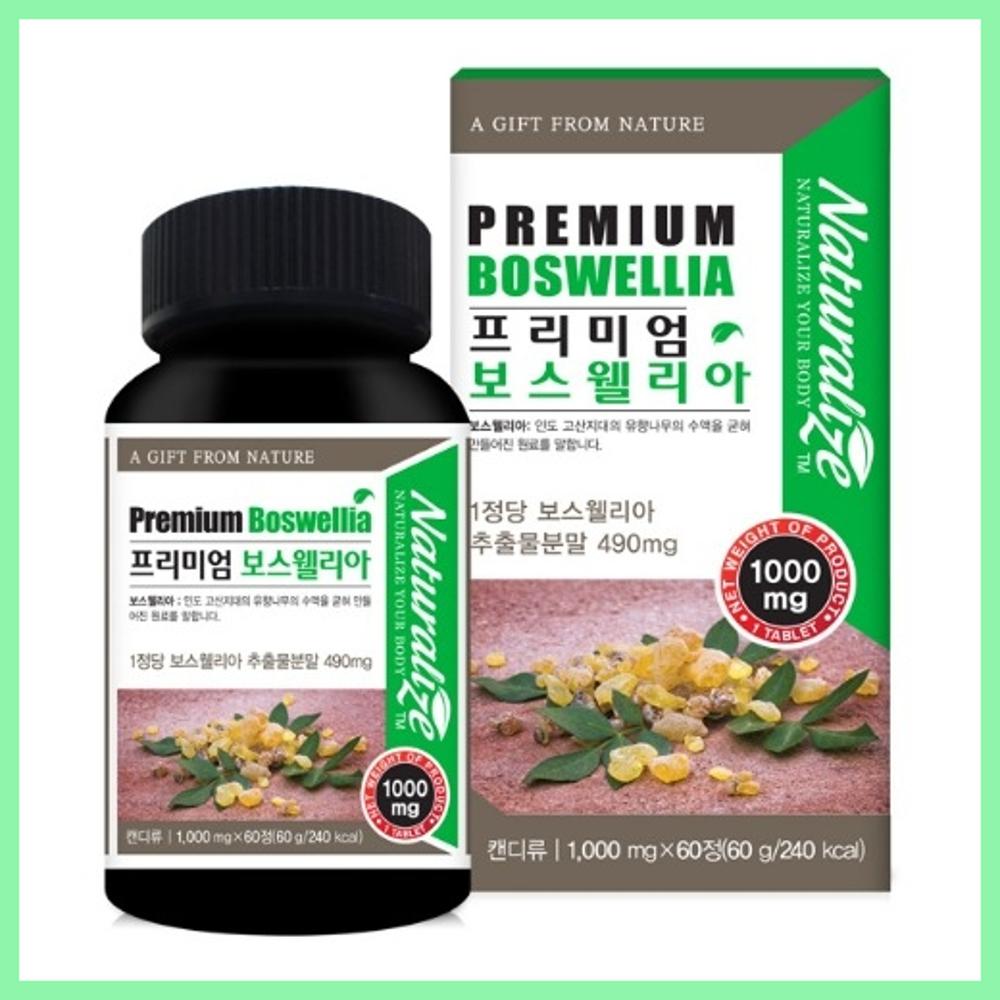 A GIFT FROM NATURE
PREMIUM
BOSWELLIA
프리미엄
보스웰리아
보스웰리아: 인도 고산지대의 유향나무의 수액을 굳혀
만들어진 원료를 말합니다.
1정당 보스웰리아
추출물분말 490mg
Naturalize™
NATURALIZE YOUR BODY
NET WEIGHT OF PRODUCT
1000
mg
1 TABLET
캔디류 | 1,000 mg×60정(60 g/240 kcal)
A GIFT FROM NATURE
Premium Boswellia
프리미엄 보스웰리아
보스웰리아 : 인도 고산지대의 유향나무의 수액을 굳혀 만들
어진 원료를 말합니다.
1정당 보스웰리아 추출물분말 490mg
Naturalize™
NATURALIZE YOUR BODY
NET WEIGHT OF PRODUCT
1000
mg
1 TABLET
캔디류 | 1,000 mg×60정(60 g/240 kcal)